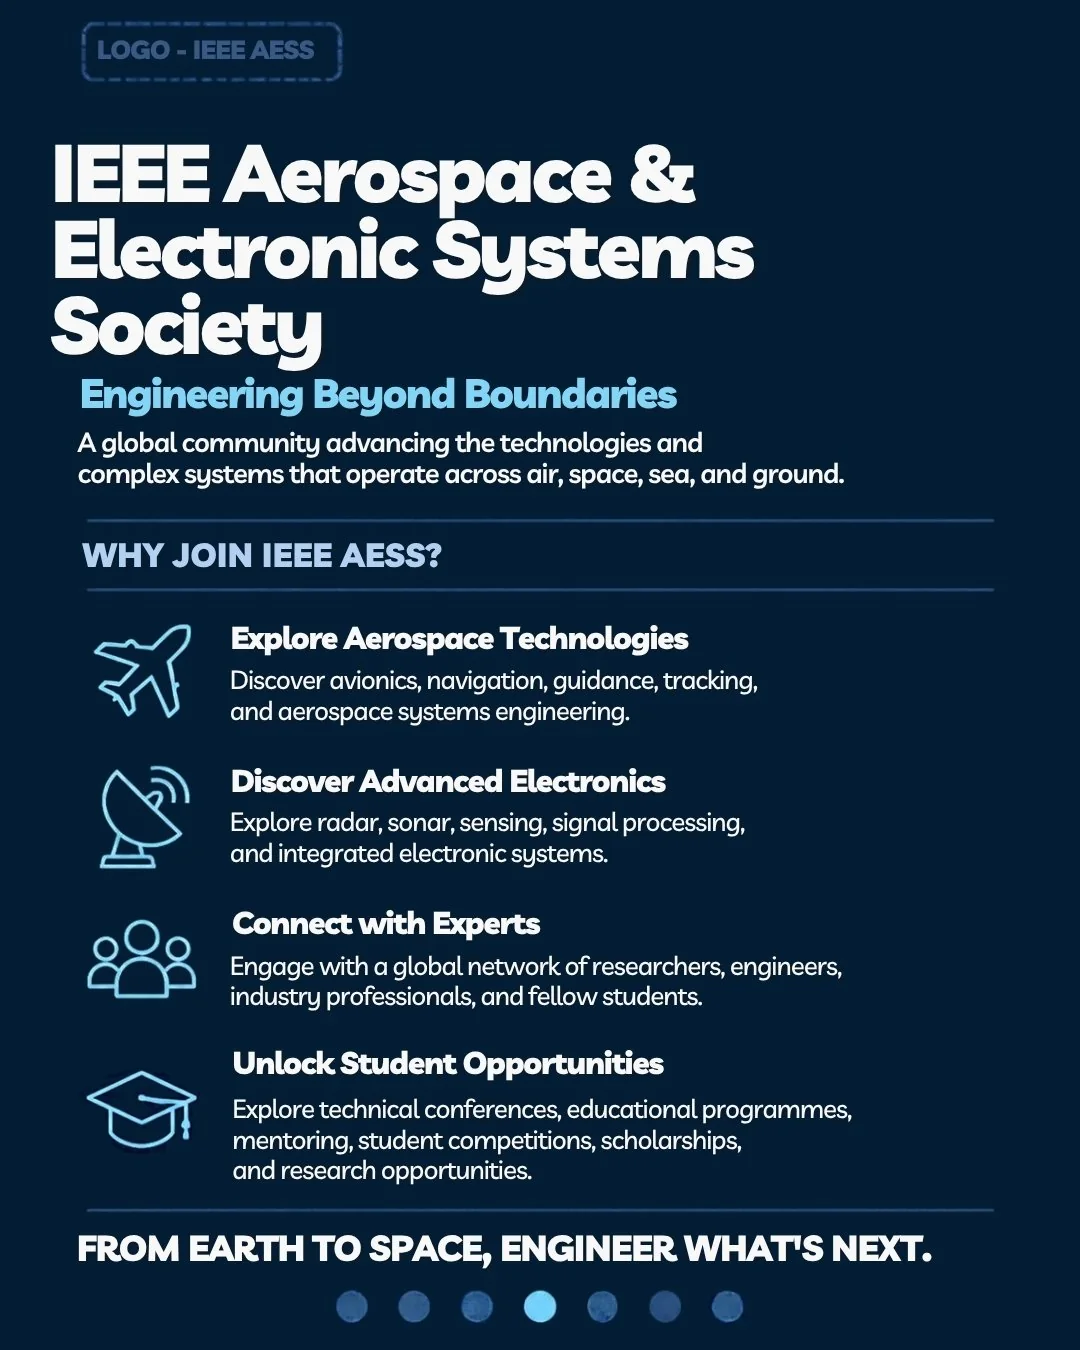 LOGO - IEEE AESS
IEEE Aerospace &
Electronic Systems
Society
Engineering Beyond Boundaries
A global community advancing the technologies and
complex systems that operate across air, space, sea, and ground.
WHY JOIN IEEE AESS?
Explore Aerospace Technologies
Discover avionics, navigation, guidance, tracking,
and aerospace systems engineering.
Discover Advanced Electronics
Explore radar, sonar, sensing, signal processing,
and integrated electronic systems.
Connect with Experts
Engage with a global network of researchers, engineers,
industry professionals, and fellow students.
Unlock Student Opportunities
Explore technical conferences, educational programmes,
mentoring, student competitions, scholarships,
and research opportunities.
FROM EARTH TO SPACE, ENGINEER WHAT'S NEXT.